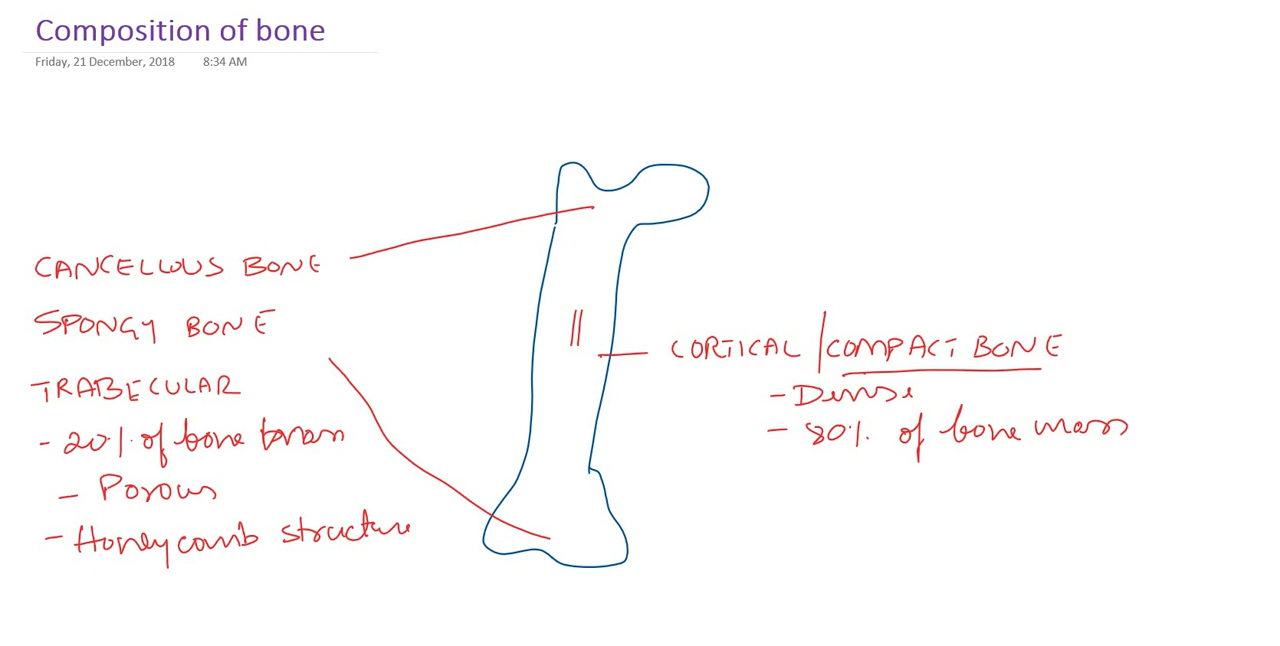 Composition of bone
Friday, 21 December, 2018 8:34 AM
CANCELLOUS BONE
SPONGY BONE
TRABECULAR
- 20% of bone
- Porous
- Honeycomb structure
CORTICAL / COMPACT BONE
- Dense
- 80% of bone mass